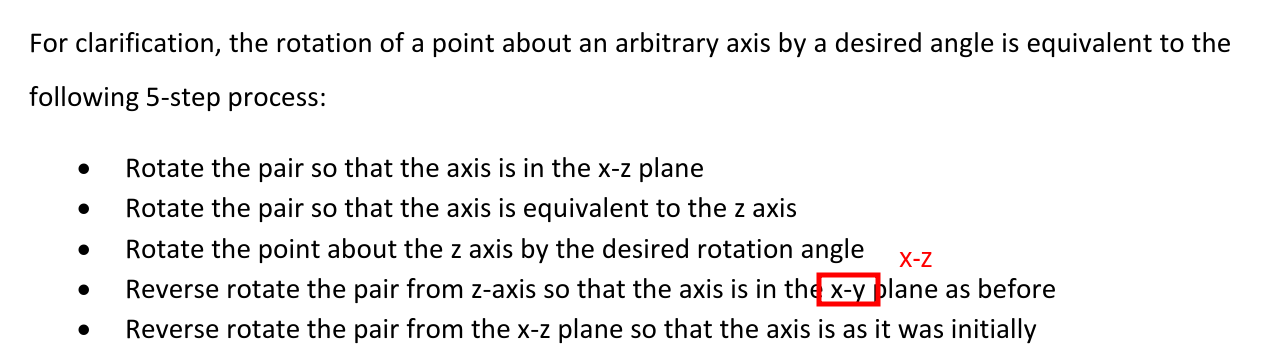 For clarification, the rotation of a point about an arbitrary axis by a desired angle is equivalent to the
following 5-step process:
• Rotate the pair so that the axis is in the x-z plane
• Rotate the pair so that the axis is equivalent to the z axis
• Rotate the point about the z axis by the desired rotation angle
x-z
• Reverse rotate the pair from z-axis so that the axis is in the x-y plane as before
• Reverse rotate the pair from the x-z plane so that the axis is as it was initially